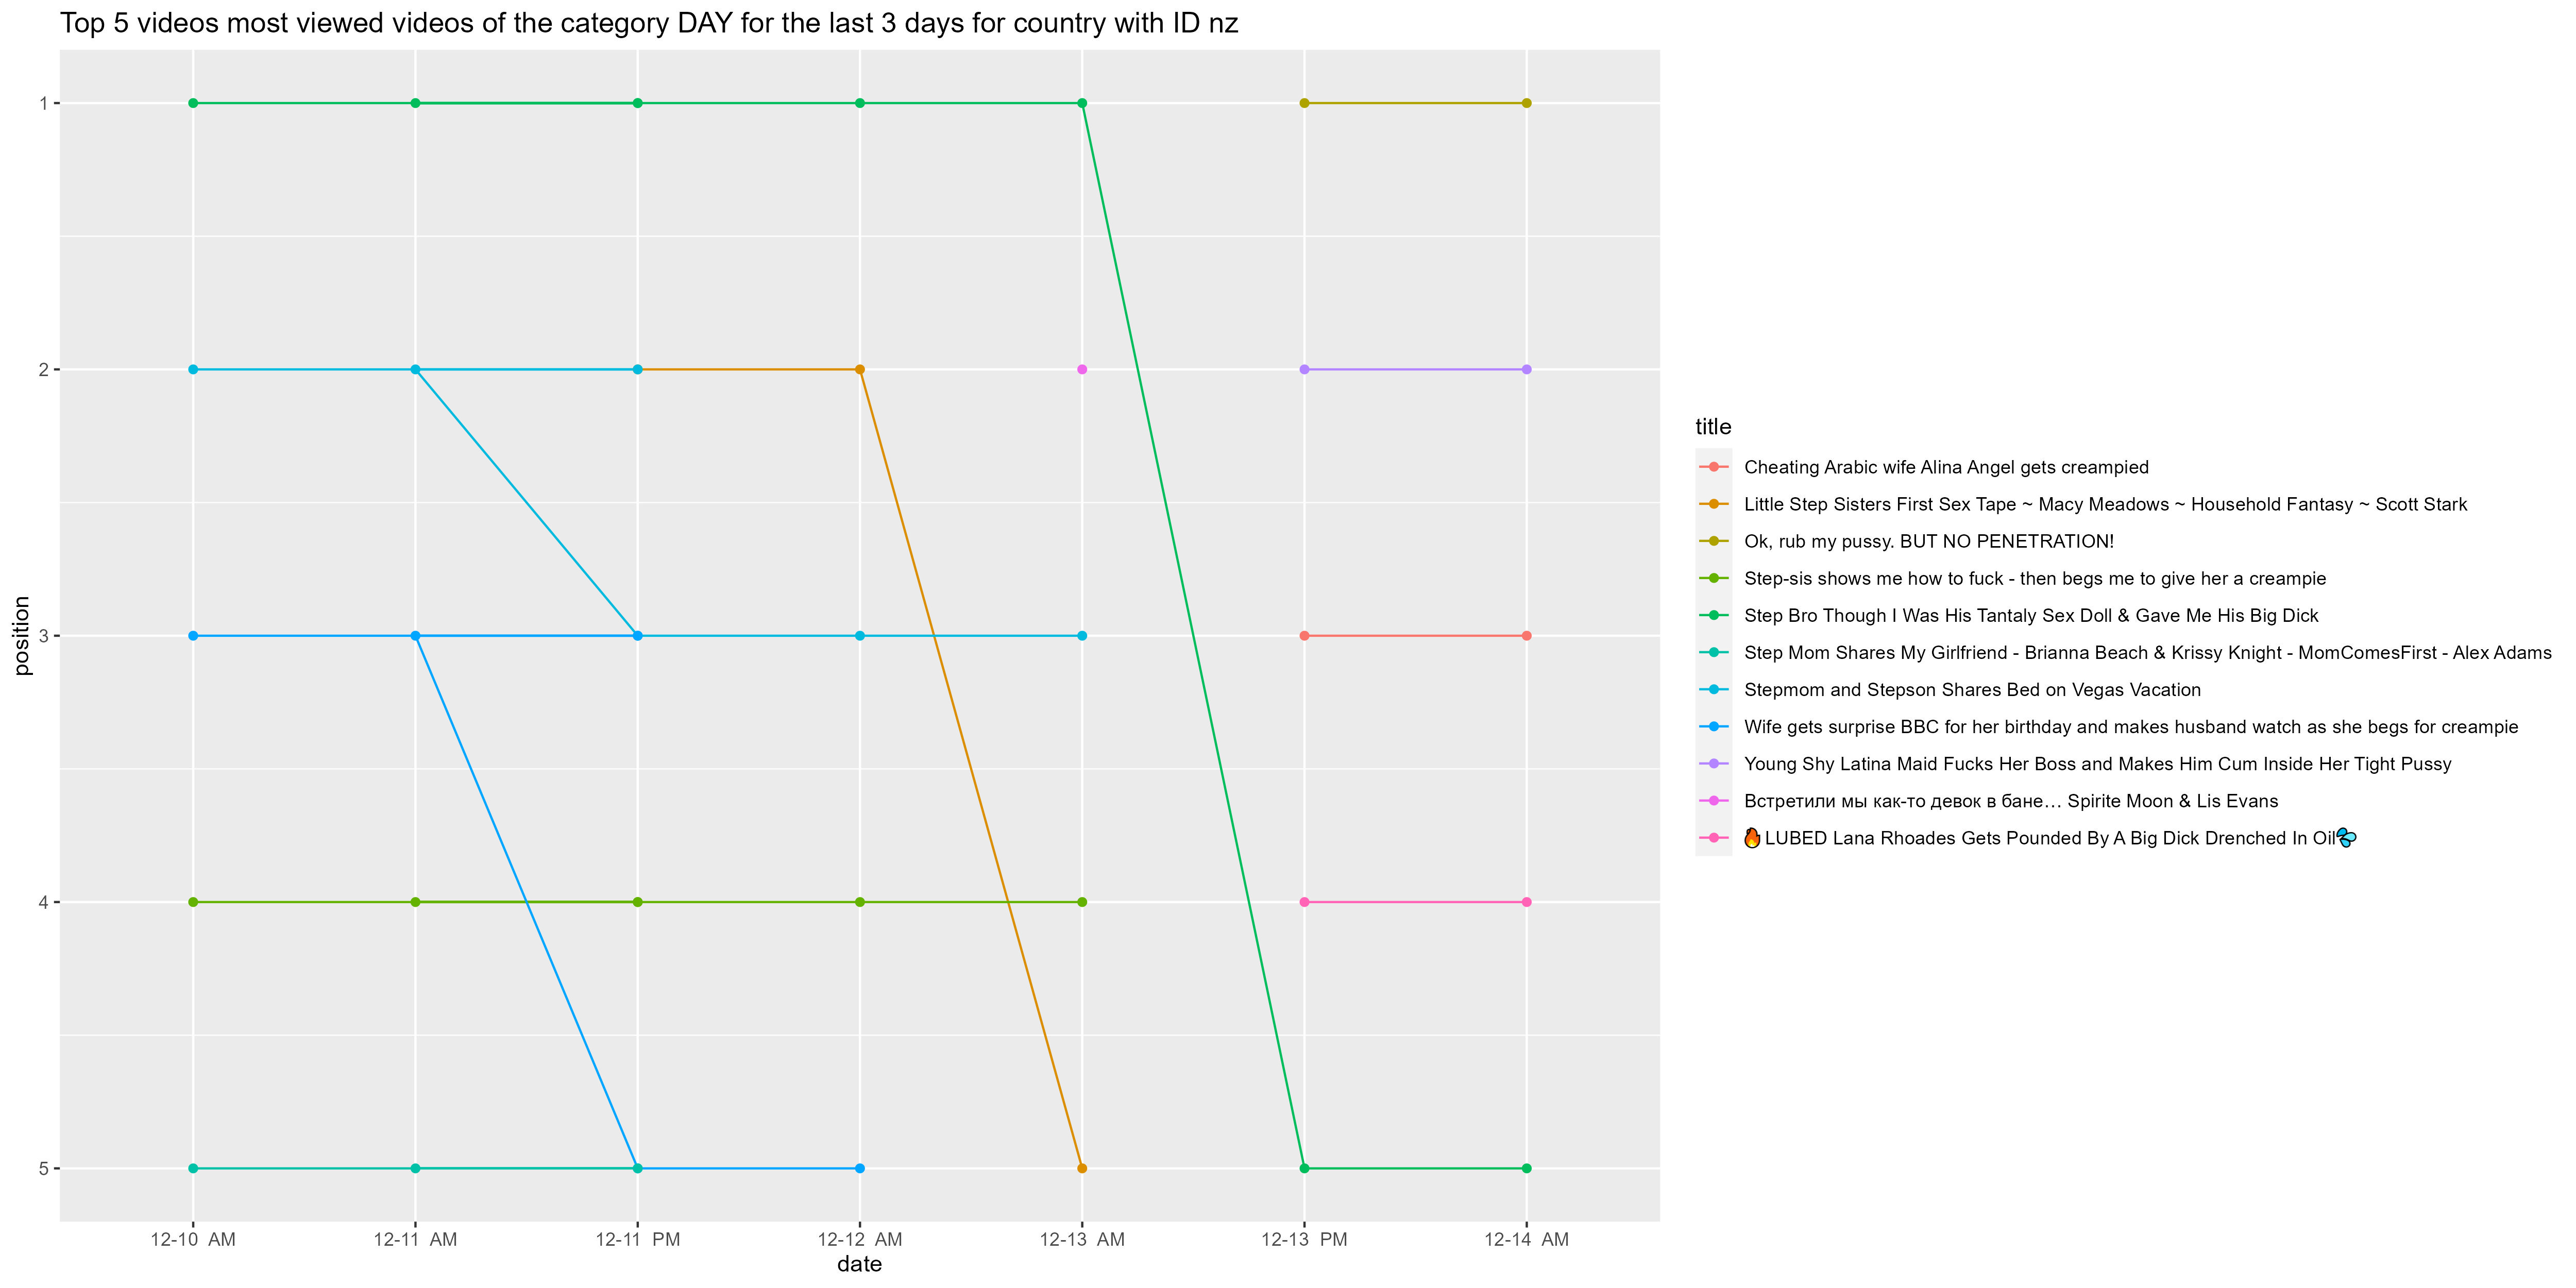 Top 5 videos most viewed videos of the category DAY for the last 3 days for country with ID nz
position
1
2
3
4
5
12-10 AM
12-11 AM
12-11 PM
12-12 AM
12-13 AM
12-13 PM
12-14 AM
date
title
Cheating Arabic wife Alina Angel gets creampied
Little Step Sisters First Sex Tape ~ Macy Meadows ~ Household Fantasy ~ Scott Stark
Ok, rub my pussy. BUT NO PENETRATION!
Step-sis shows me how to fuck - then begs me to give her a creampie
Step Bro Though I Was His Tantaly Sex Doll & Gave Me His Big Dick
Step Mom Shares My Girlfriend - Brianna Beach & Krissy Knight - MomComesFirst - Alex Adams
Stepmom and Stepson Shares Bed on Vegas Vacation
Wife gets surprise BBC for her birthday and makes husband watch as she begs for creampie
Young Shy Latina Maid Fucks Her Boss and Makes Him Cum Inside Her Tight Pussy
Встретили мы как-то девок в бане… Spirite Moon & Lis Evans
🔥LUBED Lana Rhoades Gets Pounded By A Big Dick Drenched In Oil💦